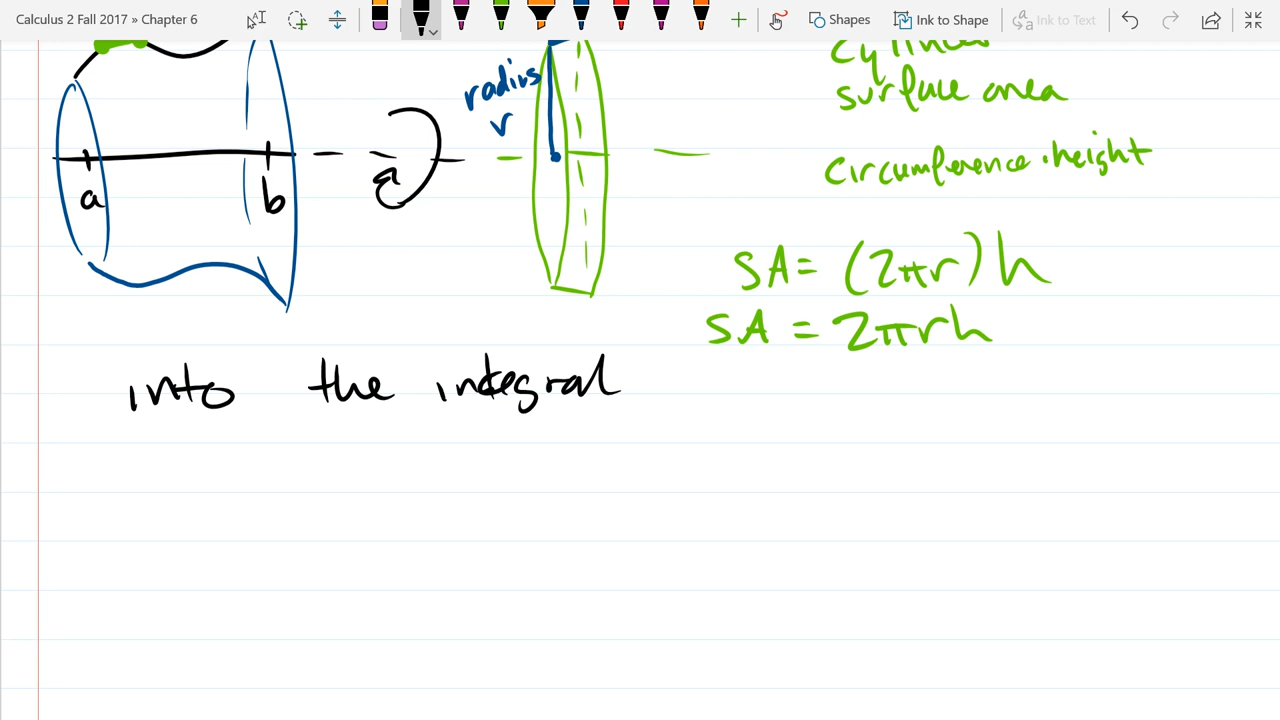 Calculus 2 Fall 2017 » Chapter 6
Shapes
Ink to Shape
Ink to Text
cylinder
surface area
radius
r
circumference · height
a
b
SA = (2πr)h
SA = 2πrh
into the integral